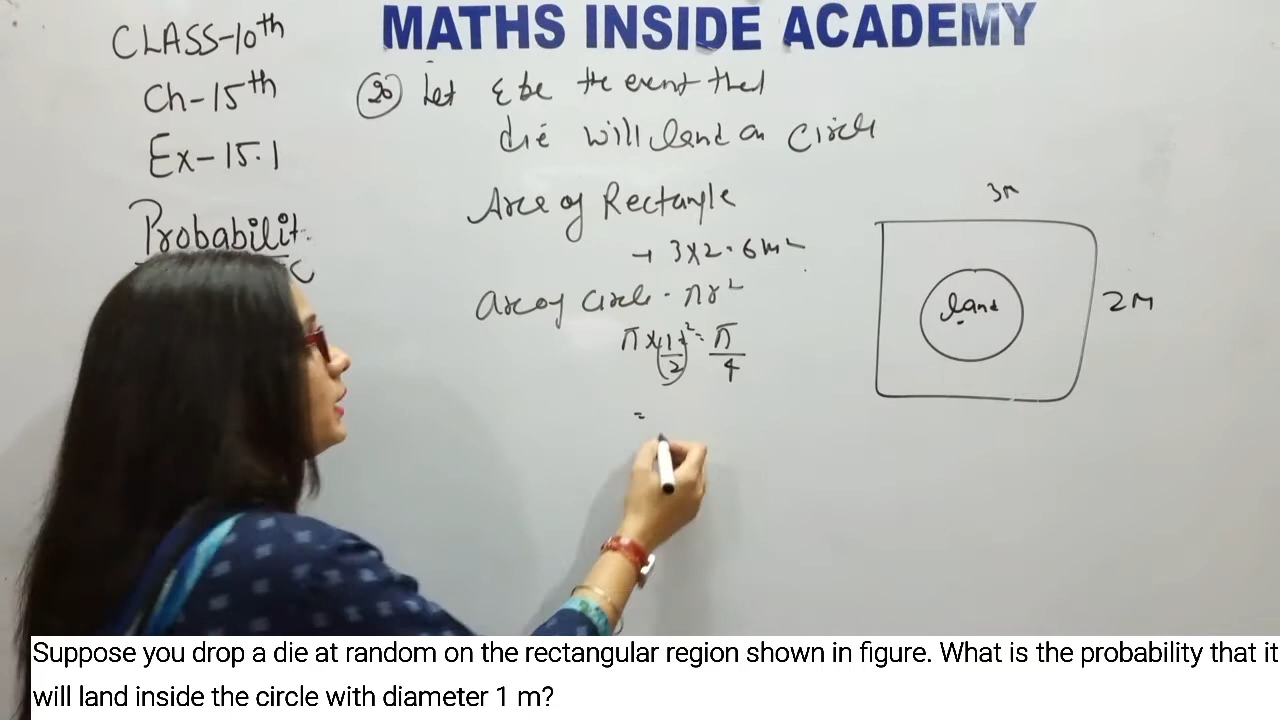 MATHS INSIDE ACADEMY
CLASS-10th
Ch-15th
Ex-15.1
Probabilit
20 Let E be the event that
die will land on Circle
Area of Rectangle
→ 3×2=6m²
area of Circle = πr²
π×(1/2)² = π/4
=
3m
land
2M
Suppose you drop a die at random on the rectangular region shown in figure. What is the probability that it
will land inside the circle with diameter 1 m?